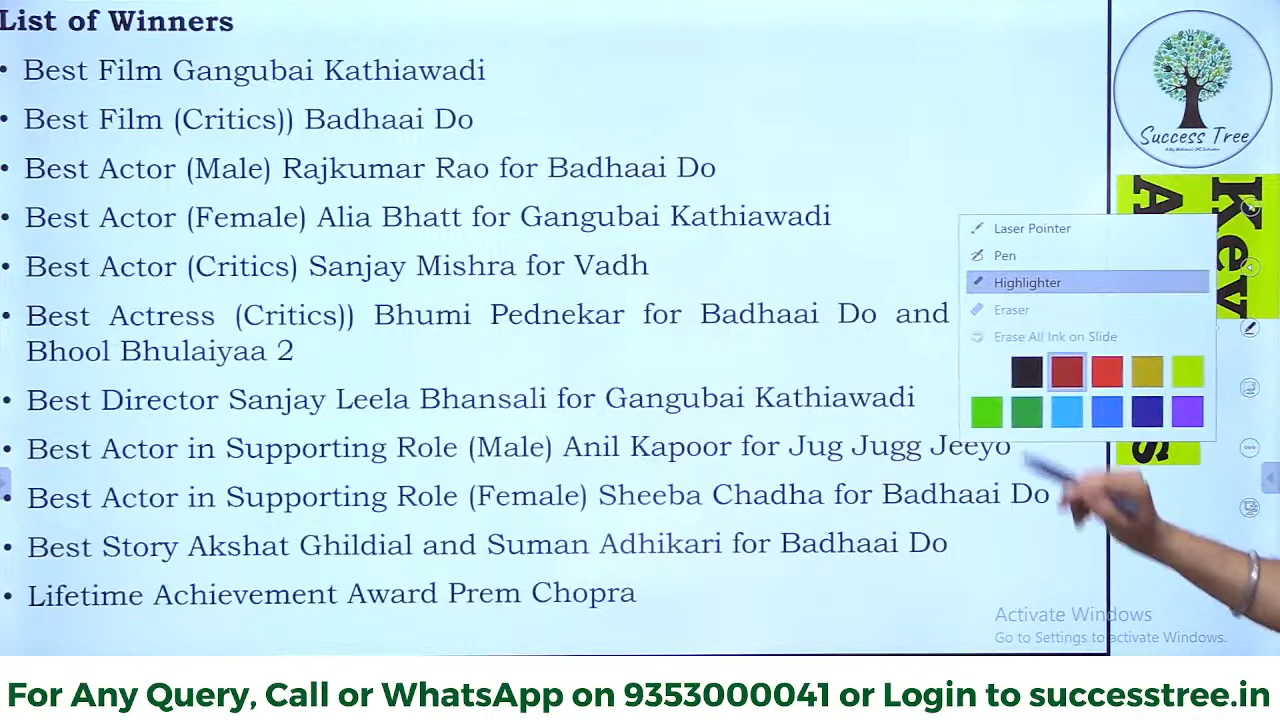 List of Winners
• Best Film Gangubai Kathiawadi
• Best Film (Critics)) Badhaai Do
• Best Actor (Male) Rajkumar Rao for Badhaai Do
• Best Actor (Female) Alia Bhatt for Gangubai Kathiawadi
• Best Actor (Critics) Sanjay Mishra for Vadh
• Best Actress (Critics)) Bhumi Pednekar for Badhaai Do and
Bhool Bhulaiyaa 2
• Best Director Sanjay Leela Bhansali for Gangubai Kathiawadi
• Best Actor in Supporting Role (Male) Anil Kapoor for Jug Jugg Jeeyo
• Best Actor in Supporting Role (Female) Sheeba Chadha for Badhaai Do
• Best Story Akshat Ghildial and Suman Adhikari for Badhaai Do
• Lifetime Achievement Award Prem Chopra
Success Tree
Key
A
s
Laser Pointer
Pen
Highlighter
Eraser
Erase All Ink on Slide
Activate Windows
Go to Settings to activate Windows.
For Any Query, Call or WhatsApp on 9353000041 or Login to successtree.in